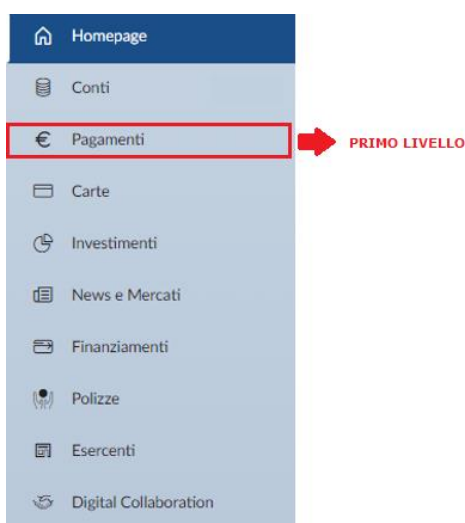 Homepage
Conti
€ Pagamenti
PRIMO LIVELLO
Carte
Investimenti
News e Mercati
Finanziamenti
Polizze
Esercenti
Digital Collaboration